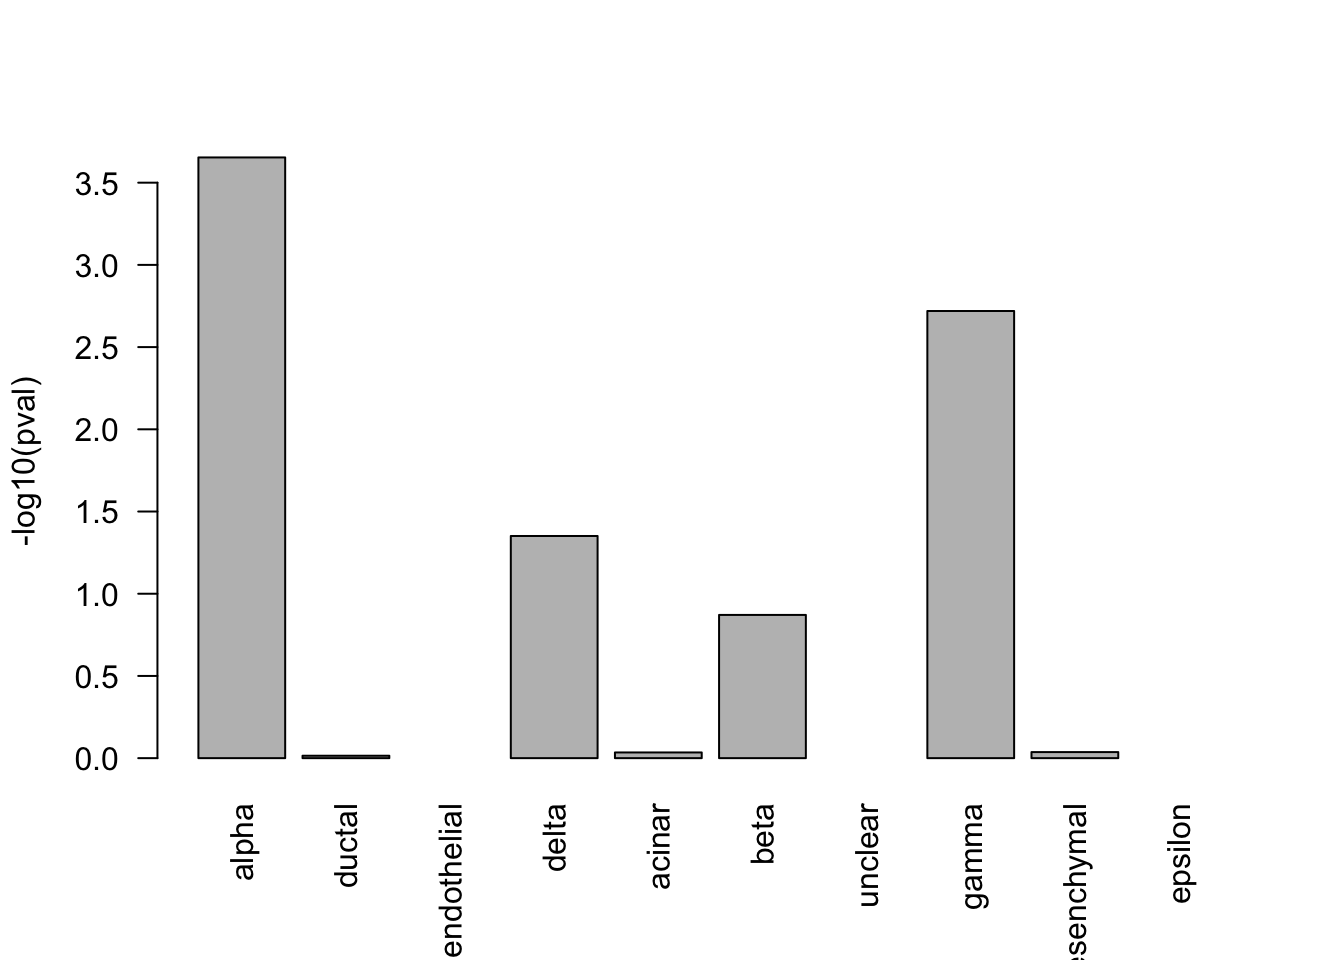 -log10(pval)
3.5
3.0
2.5
2.0
1.5
1.0
0.5
0.0
alpha
ductal
endothelial
delta
acinar
beta
unclear
gamma
esenchymal
epsilon